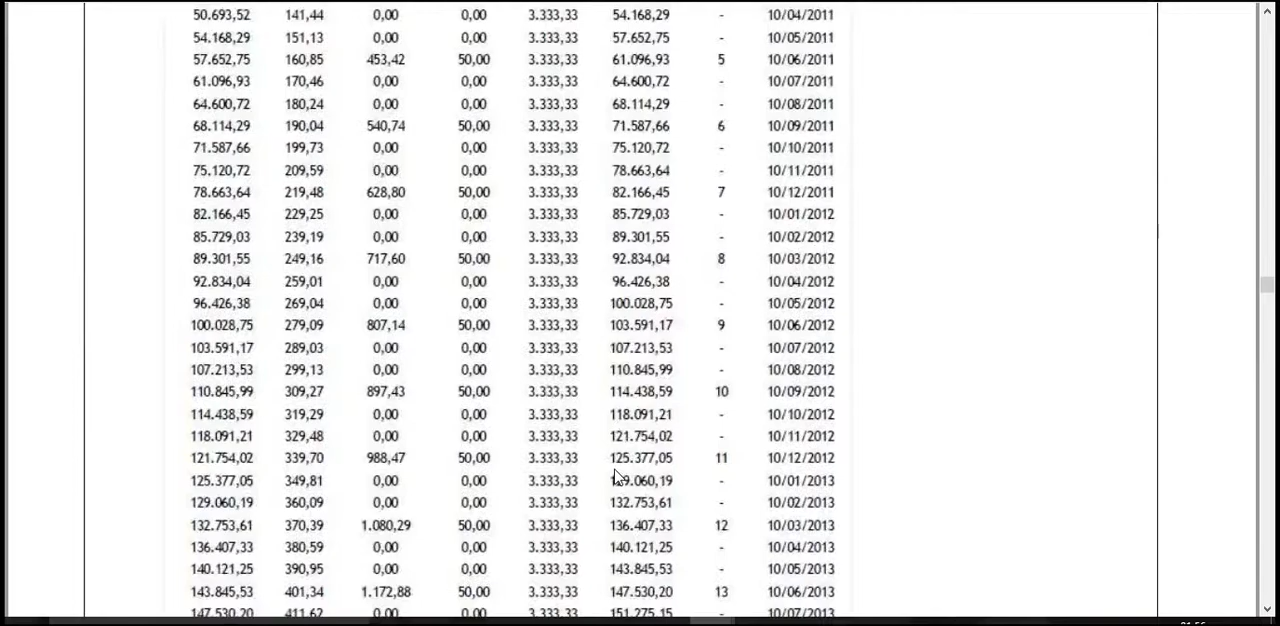 50.693,52 141,44 0,00 0,00 3.333,33 54.168,29 - 10/04/2011
54.168,29 151,13 0,00 0,00 3.333,33 57.652,75 - 10/05/2011
57.652,75 160,85 453,42 50,00 3.333,33 61.096,93 5 10/06/2011
61.096,93 170,46 0,00 0,00 3.333,33 64.600,72 - 10/07/2011
64.600,72 180,24 0,00 0,00 3.333,33 68.114,29 - 10/08/2011
68.114,29 190,04 540,74 50,00 3.333,33 71.587,66 6 10/09/2011
71.587,66 199,73 0,00 0,00 3.333,33 75.120,72 - 10/10/2011
75.120,72 209,59 0,00 0,00 3.333,33 78.663,64 - 10/11/2011
78.663,64 219,48 628,80 50,00 3.333,33 82.166,45 7 10/12/2011
82.166,45 229,25 0,00 0,00 3.333,33 85.729,03 - 10/01/2012
85.729,03 239,19 0,00 0,00 3.333,33 89.301,55 - 10/02/2012
89.301,55 249,16 717,60 50,00 3.333,33 92.834,04 8 10/03/2012
92.834,04 259,01 0,00 0,00 3.333,33 96.426,38 - 10/04/2012
96.426,38 269,04 0,00 0,00 3.333,33 100.028,75 - 10/05/2012
100.028,75 279,09 807,14 50,00 3.333,33 103.591,17 9 10/06/2012
103.591,17 289,03 0,00 0,00 3.333,33 107.213,53 - 10/07/2012
107.213,53 299,13 0,00 0,00 3.333,33 110.845,99 - 10/08/2012
110.845,99 309,27 897,43 50,00 3.333,33 114.438,59 10 10/09/2012
114.438,59 319,29 0,00 0,00 3.333,33 118.091,21 - 10/10/2012
118.091,21 329,48 0,00 0,00 3.333,33 121.754,02 - 10/11/2012
121.754,02 339,70 988,47 50,00 3.333,33 125.377,05 11 10/12/2012
125.377,05 349,81 0,00 0,00 3.333,33 129.060,19 - 10/01/2013
129.060,19 360,09 0,00 0,00 3.333,33 132.753,61 - 10/02/2013
132.753,61 370,39 1.080,29 50,00 3.333,33 136.407,33 12 10/03/2013
136.407,33 380,59 0,00 0,00 3.333,33 140.121,25 - 10/04/2013
140.121,25 390,95 0,00 0,00 3.333,33 143.845,53 - 10/05/2013
143.845,53 401,34 1.172,88 50,00 3.333,33 147.530,20 13 10/06/2013
147.530,20 411,62 0,00 0,00 3.333,33 151.275,15 - 10/07/2013